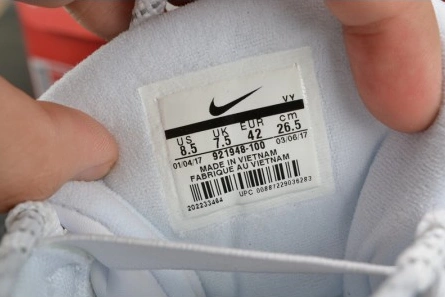 VY
US UK EUR cm
8.5 7.5 42 26.5
01/04/17 921948-100 03/06/17
MADE IN VIETNAM
FABRIQUE AU VIETNAM
202233464 UPC 00887229036283